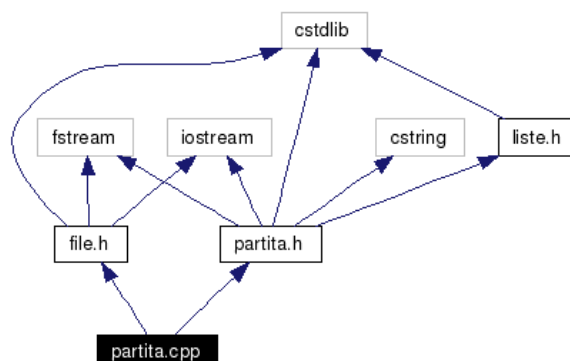 cstdlib
fstream
iostream
cstring
liste.h
file.h
partita.h
partita.cpp